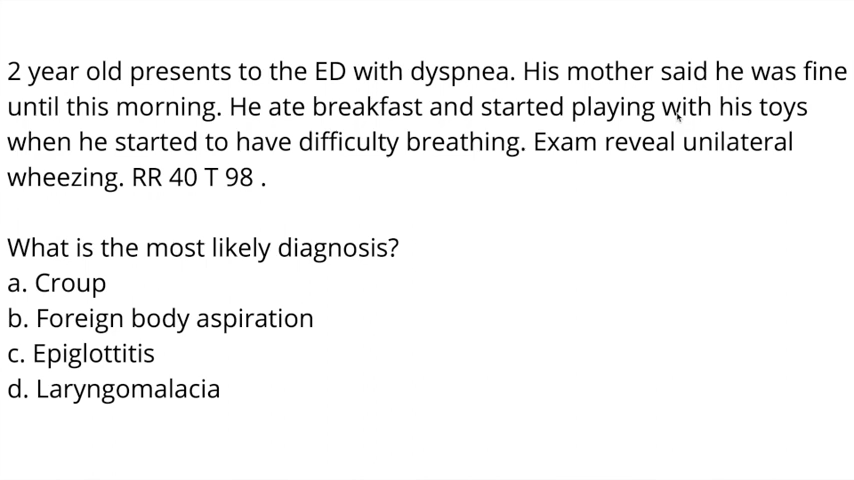 2 year old presents to the ED with dyspnea. His mother said he was fine
until this morning. He ate breakfast and started playing with his toys
when he started to have difficulty breathing. Exam reveal unilateral
wheezing. RR 40 T 98 .
What is the most likely diagnosis?
a. Croup
b. Foreign body aspiration
c. Epiglottitis
d. Laryngomalacia